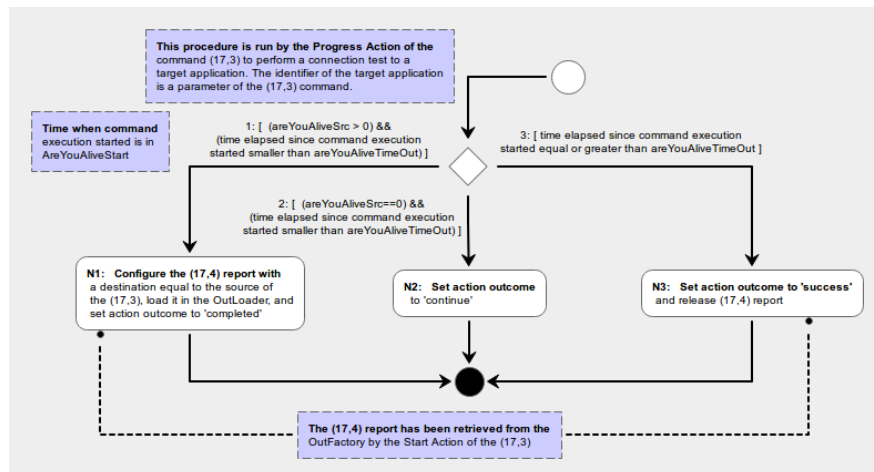 This procedure is run by the Progress Action of the
command (17,3) to perform a connection test to a
target application. The identifier of the target application
is a parameter of the (17,3) command.
Time when command
execution started is in
AreYouAliveStart
1: [ (areYouAliveSrc > 0) &&
(time elapsed since command execution
started smaller than areYouAliveTimeOut) ]
3: [ time elapsed since command execution
started equal or greater than areYouAliveTimeOut ]
2: [ (areYouAliveSrc==0) &&
(time elapsed since command execution
started smaller than areYouAliveTimeOut) ]
N1: Configure the (17,4) report with
a destination equal to the source of
the (17,3), load it in the OutLoader, and
set action outcome to 'completed'
N2: Set action outcome
to 'continue'
N3: Set action outcome to 'success'
and release (17,4) report
The (17,4) report has been retrieved from the
OutFactory by the Start Action of the (17,3)